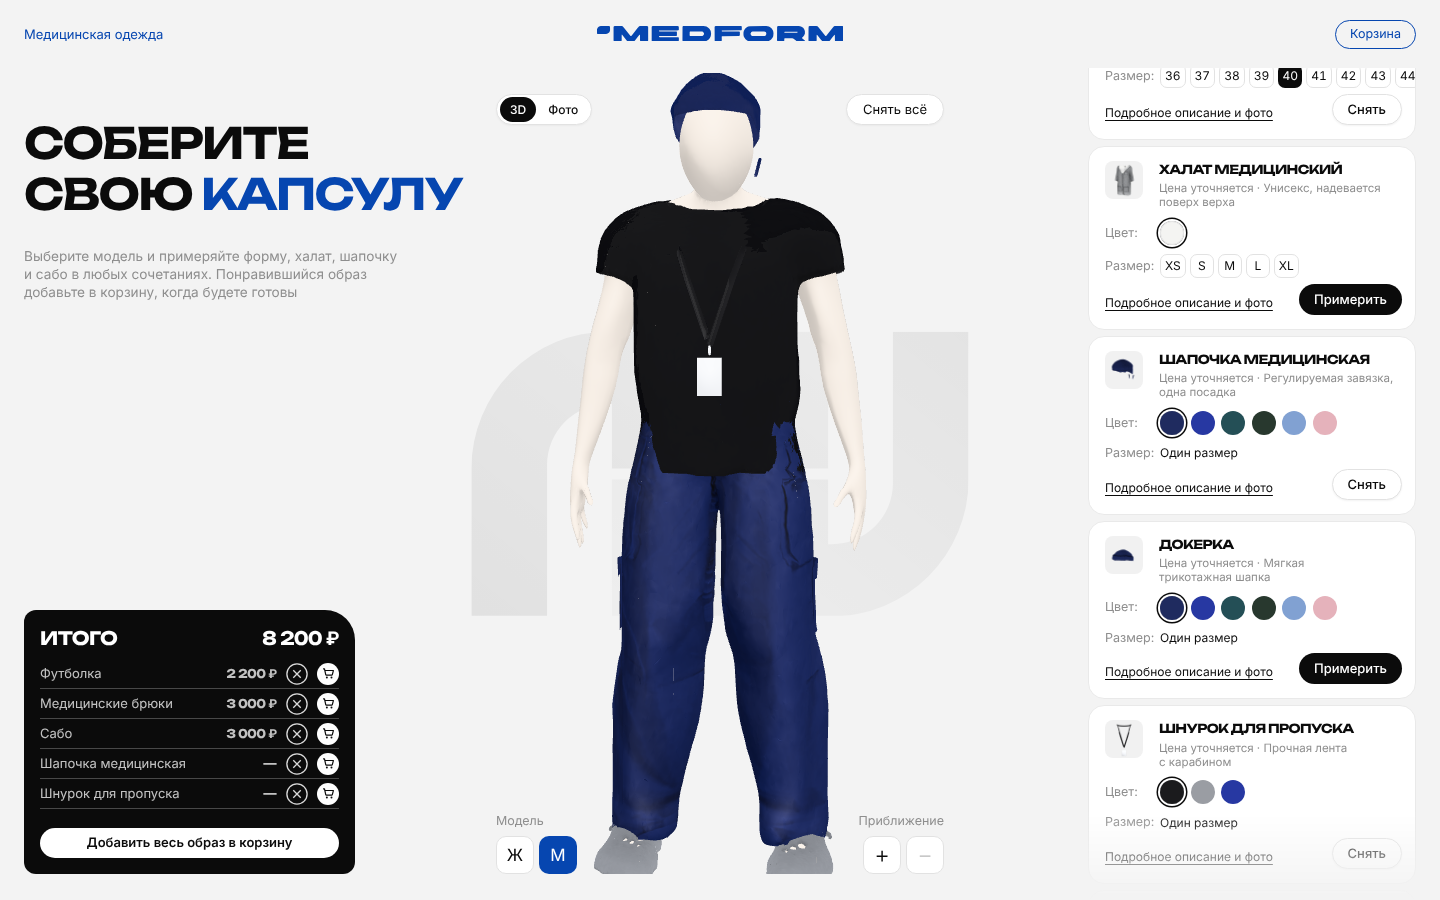 Медицинская одежда
MEDFORM
Корзина
СОБЕРИТЕ
СВОЮ КАПСУЛУ
Выберите модель и примеряйте форму, халат, шапочку
и сабо в любых сочетаниях. Понравившийся образ
добавьте в корзину, когда будете готовы
ИТОГО 8 200 ₽
Футболка 2 200 ₽
Медицинские брюки 3 000 ₽
Сабо 3 000 ₽
Шапочка медицинская —
Шнурок для пропуска —
Добавить весь образ в корзину
3D Фото
Снять всё
Модель
Ж М
Приближение
+ −
Размер: 36 37 38 39 40 41 42 43 44
Подробное описание и фото Снять
ХАЛАТ МЕДИЦИНСКИЙ
Цена уточняется · Унисекс, надевается
поверх верха
Цвет:
Размер: XS S M L XL
Подробное описание и фото Примерить
ШАПОЧКА МЕДИЦИНСКАЯ
Цена уточняется · Регулируемая завязка,
одна посадка
Цвет:
Размер: Один размер
Подробное описание и фото Снять
ДОКЕРКА
Цена уточняется · Мягкая
трикотажная шапка
Цвет:
Размер: Один размер
Подробное описание и фото Примерить
ШНУРОК ДЛЯ ПРОПУСКА
Цена уточняется · Прочная лента
с карабином
Цвет:
Размер: Один размер
Подробное описание и фото Снять